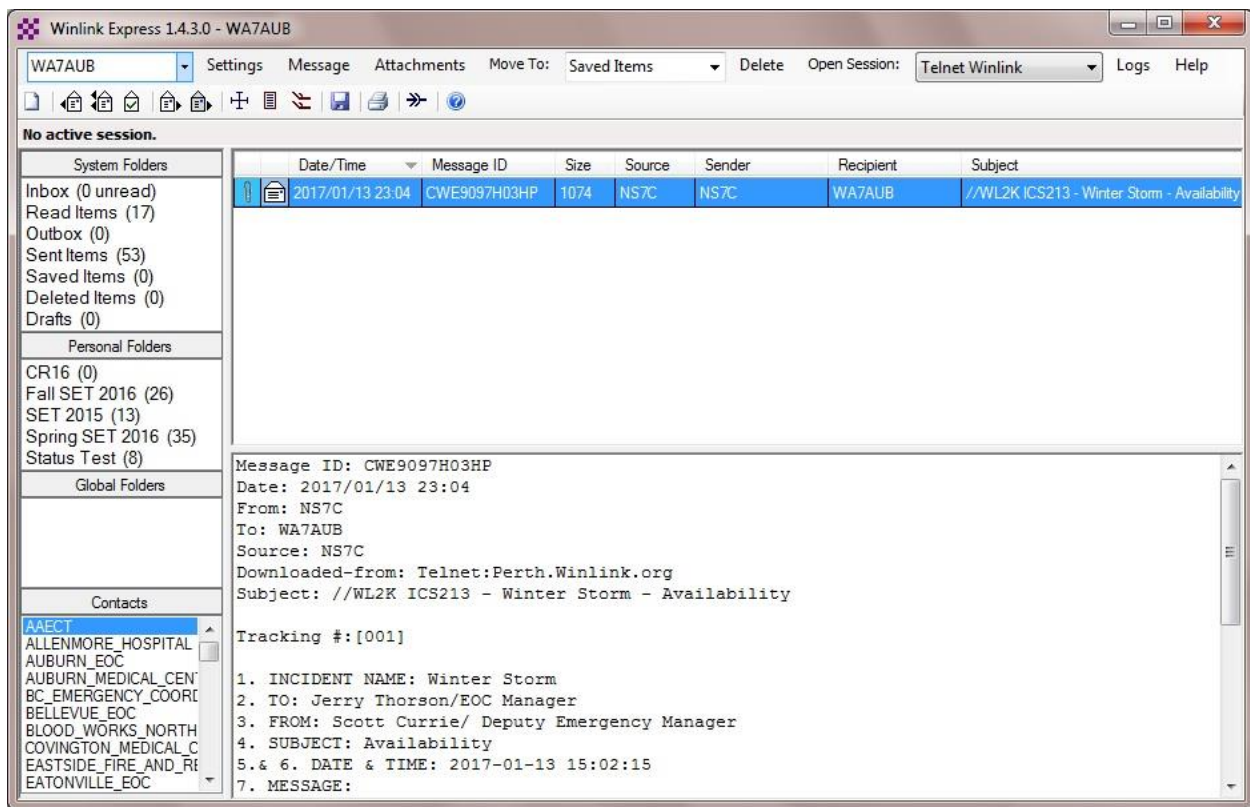 Winlink Express 1.4.3.0 - WA7AUB
WA7AUB Settings Message Attachments Move To: Saved Items Delete Open Session: Telnet Winlink Logs Help
No active session.
System Folders
Inbox (0 unread)
Read Items (17)
Outbox (0)
Sent Items (53)
Saved Items (0)
Deleted Items (0)
Drafts (0)
Personal Folders
CR16 (0)
Fall SET 2016 (26)
SET 2015 (13)
Spring SET 2016 (35)
Status Test (8)
Global Folders
Contacts
AAECT
ALLENMORE_HOSPITAL
AUBURN_EOC
AUBURN_MEDICAL_CEN
BC_EMERGENCY_COORD
BELLEVUE_EOC
BLOOD_WORKS_NORTH
COVINGTON_MEDICAL_C
EASTSIDE_FIRE_AND_RE
EATONVILLE_EOC
Date/Time Message ID Size Source Sender Recipient Subject
2017/01/13 23:04 CWE9097H03HP 1074 NS7C NS7C WA7AUB //WL2K ICS213 - Winter Storm - Availability
Message ID: CWE9097H03HP
Date: 2017/01/13 23:04
From: NS7C
To: WA7AUB
Source: NS7C
Downloaded-from: Telnet:Perth.Winlink.org
Subject: //WL2K ICS213 - Winter Storm - Availability
Tracking #:[001]
1. INCIDENT NAME: Winter Storm
2. TO: Jerry Thorson/EOC Manager
3. FROM: Scott Currie/ Deputy Emergency Manager
4. SUBJECT: Availability
5.& 6. DATE & TIME: 2017-01-13 15:02:15
7. MESSAGE: